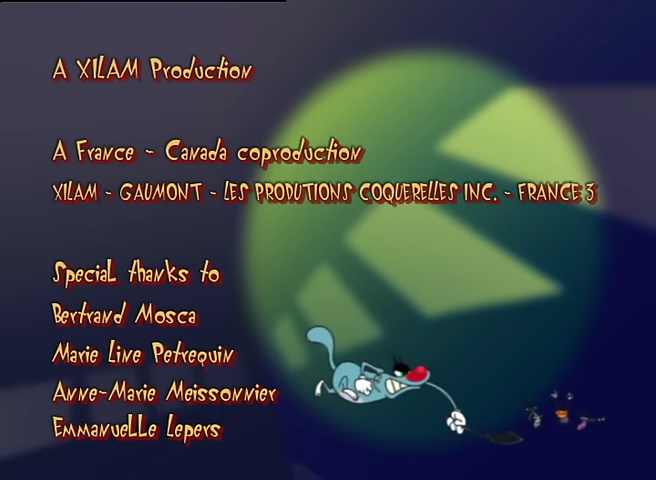 A XILAM Production
A France - Canada coproduction
XILAM - GAUMONT - LES PRODUTIONS COQUERELLES INC. - FRANCE 3
Special thanks to
Bertrand Mosca
Marie Line Petrequin
Anne-Marie Meissonnier
Emmanuelle Lepers